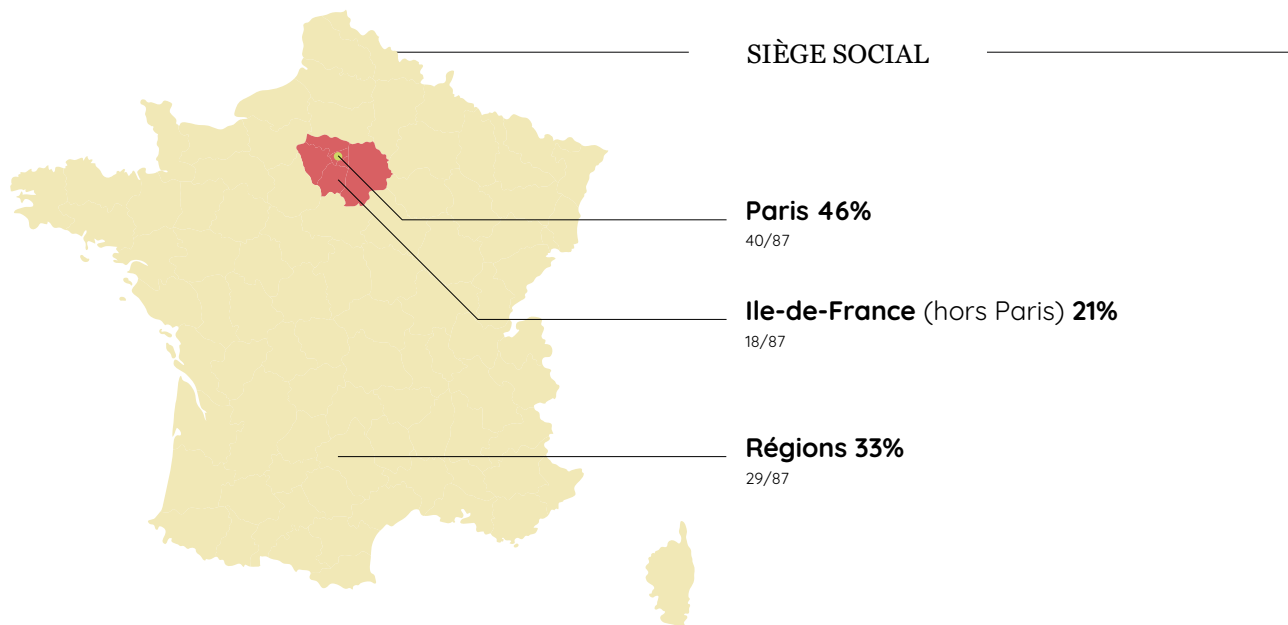 SIÈGE SOCIAL
Paris 46%
40/87
Ile-de-France (hors Paris) 21%
18/87
Régions 33%
29/87